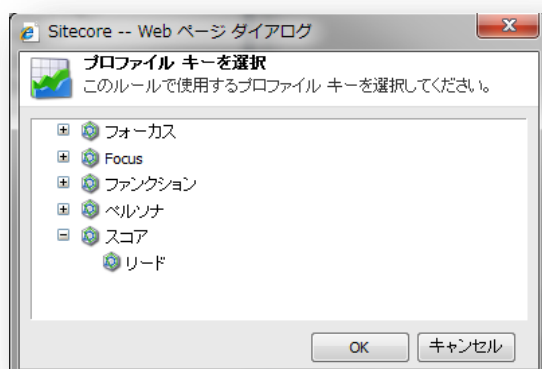 Sitecore -- Web ページ ダイアログ
プロファイル キーを選択
このルールで使用するプロファイル キーを選択してください。
フォーカス
Focus
ファンクション
ペルソナ
スコア
リード
OK キャンセル